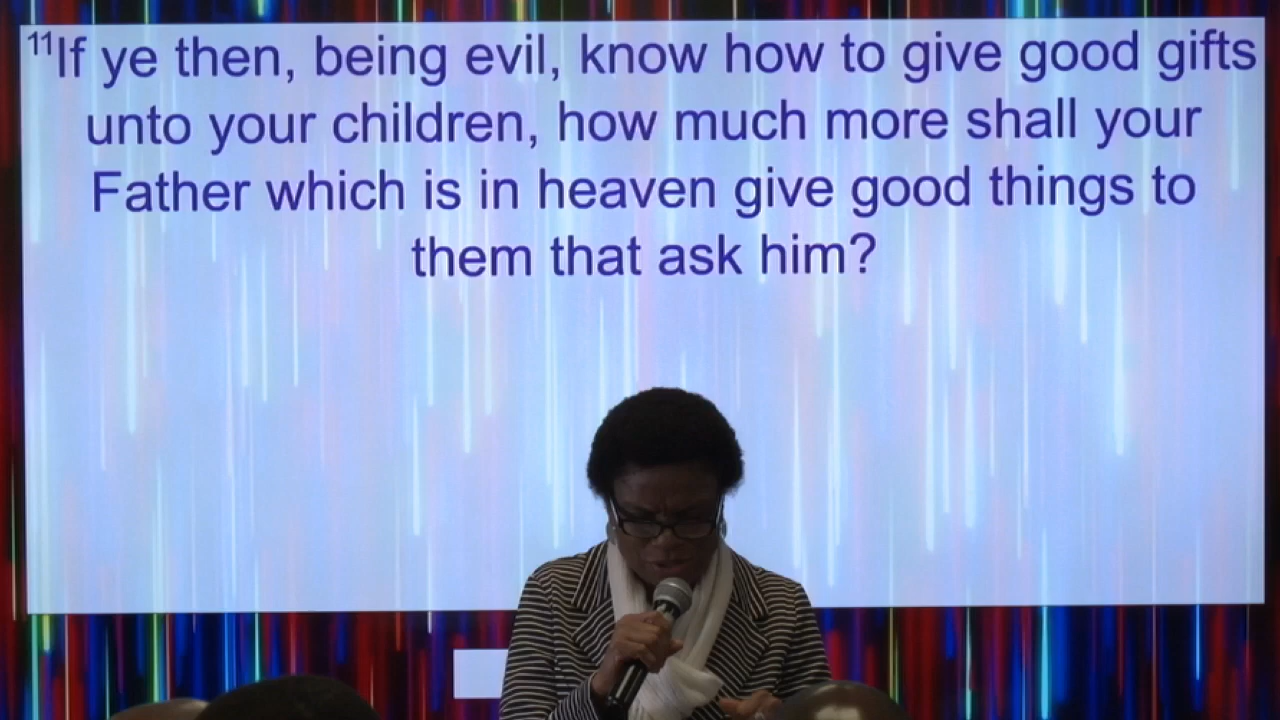 11If ye then, being evil, know how to give good gifts
unto your children, how much more shall your
Father which is in heaven give good things to
them that ask him?